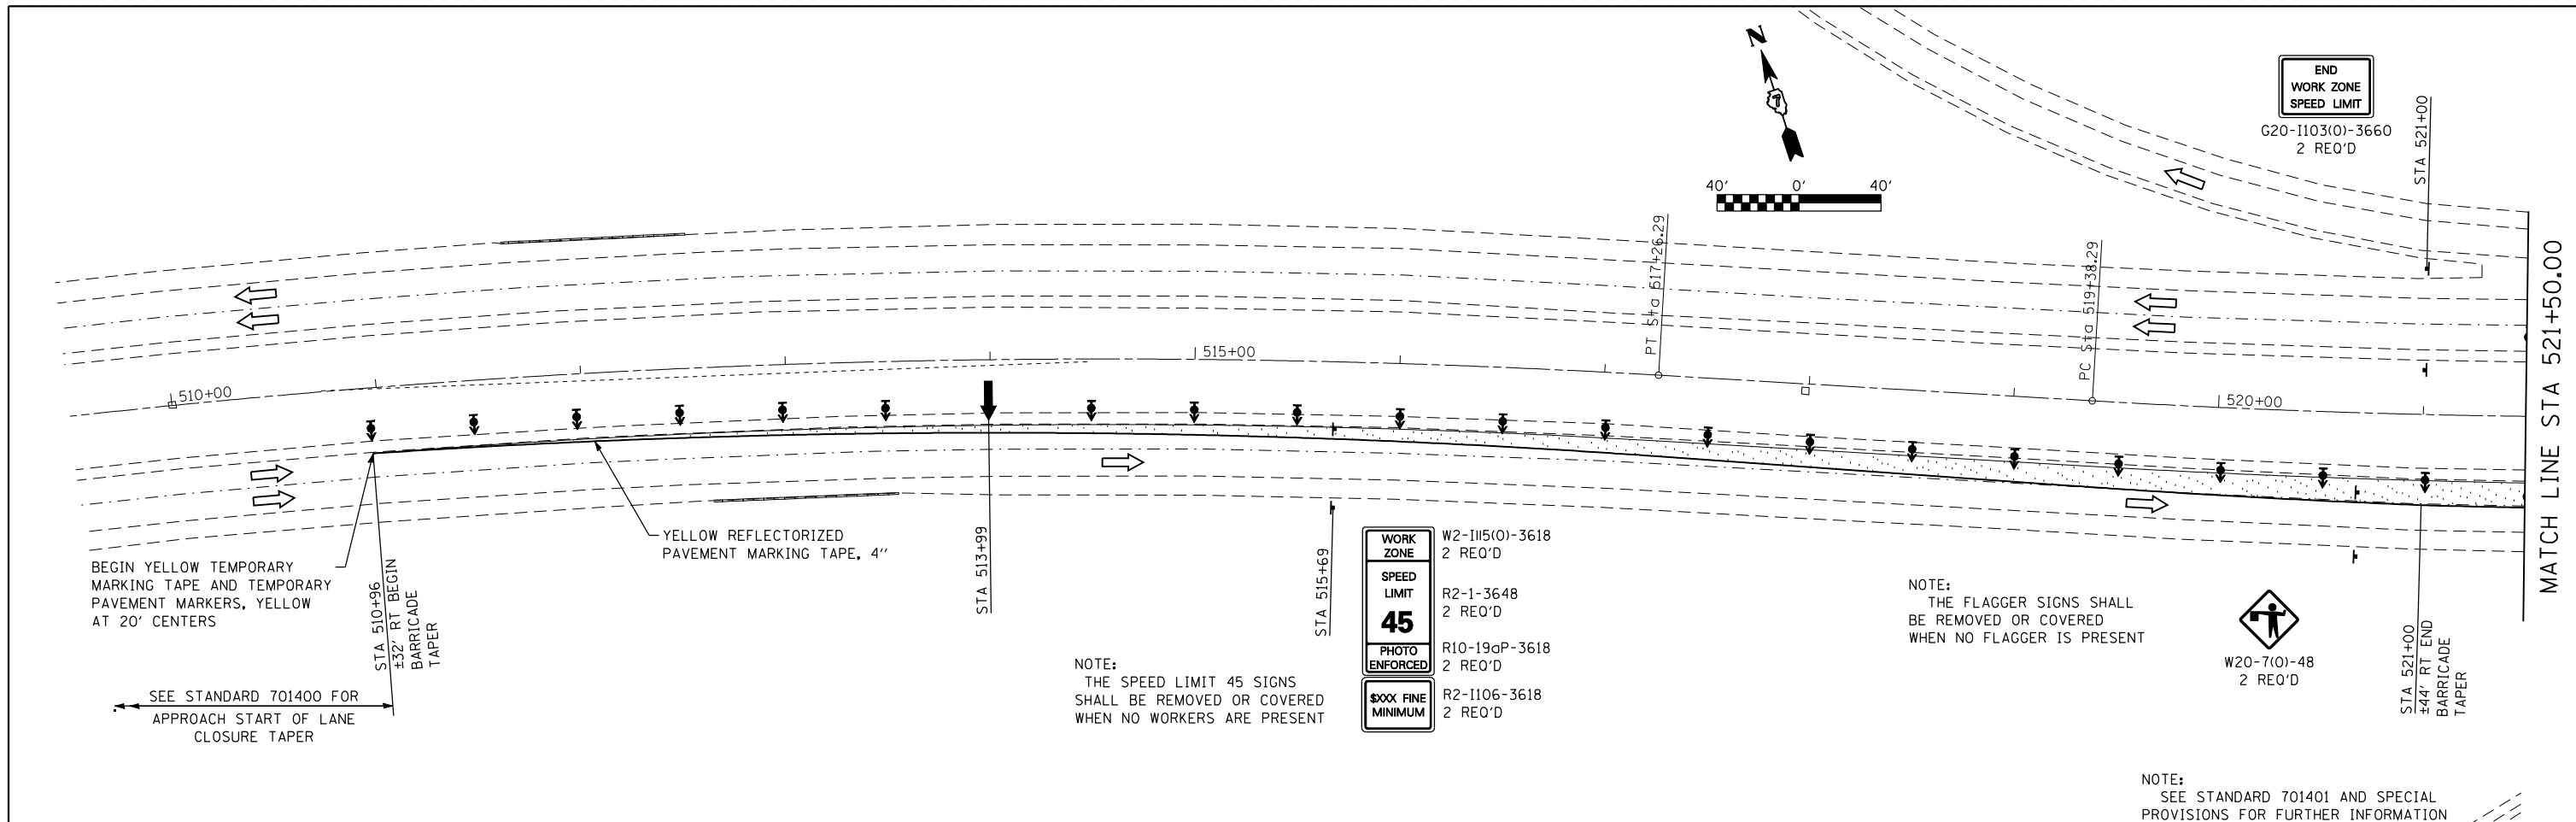 N
END
WORK ZONE
SPEED LIMIT
G20-I103(O)-3660
2 REQ'D
STA 521+00
40' 0' 40'
PT Sta 517+26.29
PC Sta 519+38.29
MATCH LINE STA 521+50.00
510+00
515+00
520+00
BEGIN YELLOW TEMPORARY
MARKING TAPE AND TEMPORARY
PAVEMENT MARKERS, YELLOW
AT 20' CENTERS
STA 510+96
±32' RT BEGIN
BARRICADE
TAPER
SEE STANDARD 701400 FOR
APPROACH START OF LANE
CLOSURE TAPER
YELLOW REFLECTORIZED
PAVEMENT MARKING TAPE, 4''
STA 513+99
STA 515+69
NOTE:
THE SPEED LIMIT 45 SIGNS
SHALL BE REMOVED OR COVERED
WHEN NO WORKERS ARE PRESENT
WORK
ZONE
SPEED
LIMIT
45
PHOTO
ENFORCED
$XXX FINE
MINIMUM
W2-I115(O)-3618
2 REQ'D
R2-1-3648
2 REQ'D
R10-19aP-3618
2 REQ'D
R2-I106-3618
2 REQ'D
NOTE:
THE FLAGGER SIGNS SHALL
BE REMOVED OR COVERED
WHEN NO FLAGGER IS PRESENT
W20-7(O)-48
2 REQ'D
STA 521+00
±44' RT END
BARRICADE
TAPER
NOTE:
SEE STANDARD 701401 AND SPECIAL
PROVISIONS FOR FURTHER INFORMATION